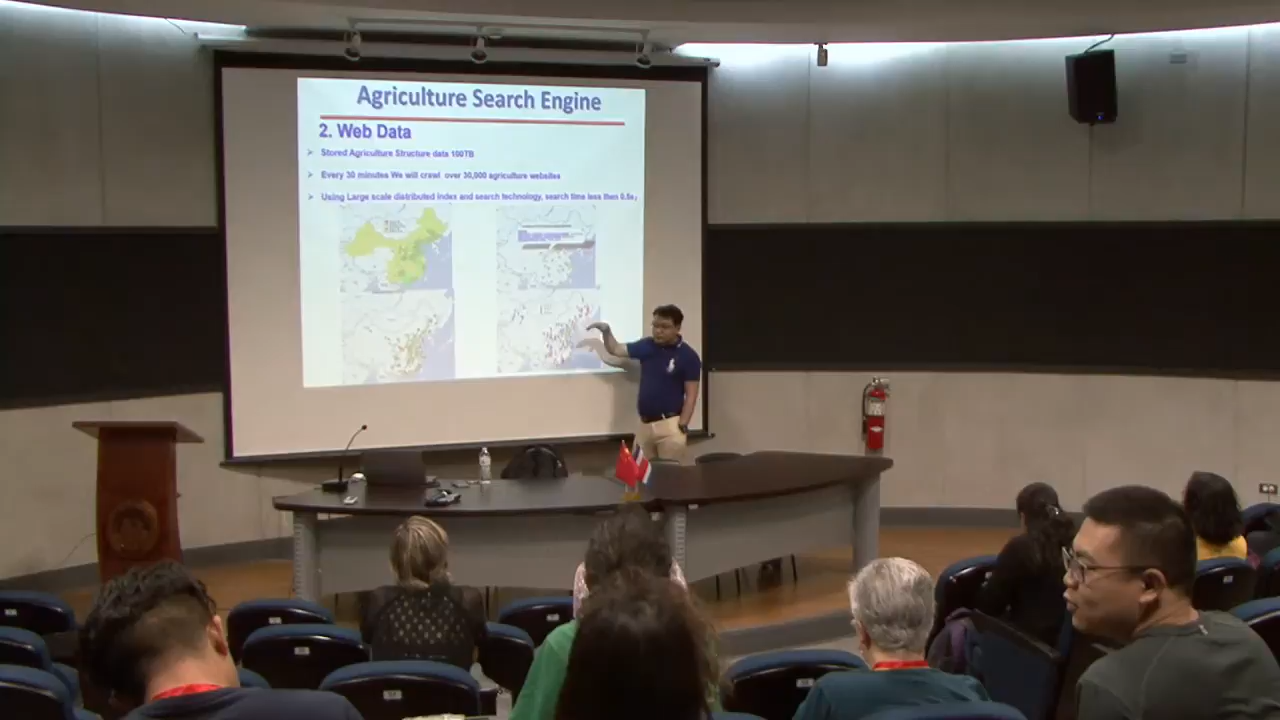 Agriculture Search Engine
2. Web Data
Stored Agriculture Structure data 100TB
Every 30 minutes We will crawl over 30,000 agriculture websites
Using Large scale distributed index and search technology, search time less then 0.6s,